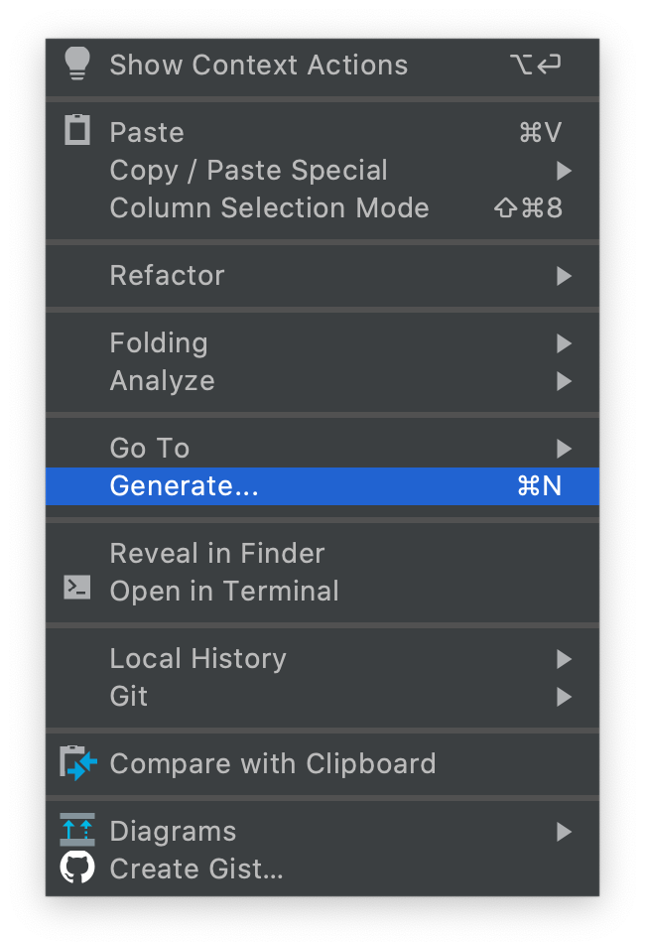 Show Context Actions ⌥⏎
Paste ⌘V
Copy / Paste Special
Column Selection Mode ⇧⌘8
Refactor
Folding
Analyze
Go To
Generate... ⌘N
Reveal in Finder
Open in Terminal
Local History
Git
Compare with Clipboard
Diagrams
Create Gist...